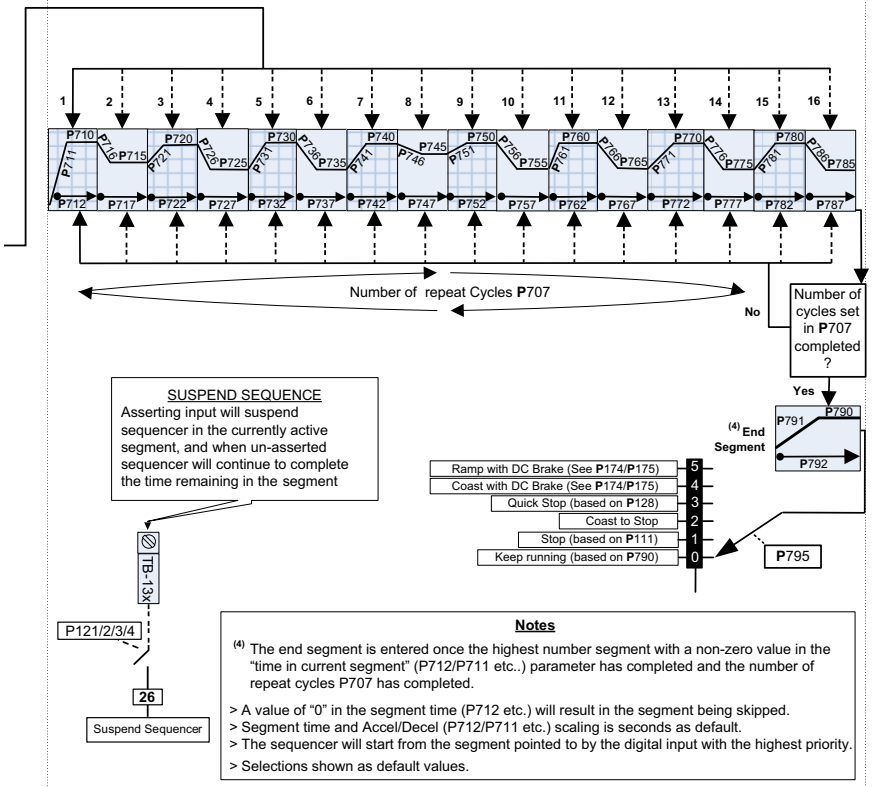 1 2 3 4 5 6 7 8 9 10 11 12 13 14 15 16
P710 P715 P720 P725 P730 P735 P740 P745 P750 P755 P760 P765 P770 P775 P780 P785
P711 P716 P721 P726 P731 P736 P741 P746 P751 P756 P761 P766 P771 P776 P781 P786
P712 P717 P722 P727 P732 P737 P742 P747 P752 P757 P762 P767 P772 P777 P782 P787
Number of repeat Cycles P707
No
Number of
cycles set
in P707
completed
?
Yes
(4) End
Segment
P791
P790
P792
SUSPEND SEQUENCE
Asserting input will suspend
sequencer in the currently active
segment, and when un-asserted
sequencer will continue to complete
the time remaining in the segment
Ramp with DC Brake (See P174/P175) 5
Coast with DC Brake (See P174/P175) 4
Quick Stop (based on P128) 3
Coast to Stop 2
Stop (based on P111) 1
Keep running (based on P790) 0
P795
TB-13x
P121/2/3/4
26
Suspend Sequencer
Notes
(4) The end segment is entered once the highest number segment with a non-zero value in the
“time in current segment” (P712/P711 etc..) parameter has completed and the number of
repeat cycles P707 has completed.
> A value of “0” in the segment time (P712 etc.) will result in the segment being skipped.
> Segment time and Accel/Decel (P712/P711 etc.) scaling is seconds as default.
> The sequencer will start from the segment pointed to by the digital input with the highest priority.
> Selections shown as default values.